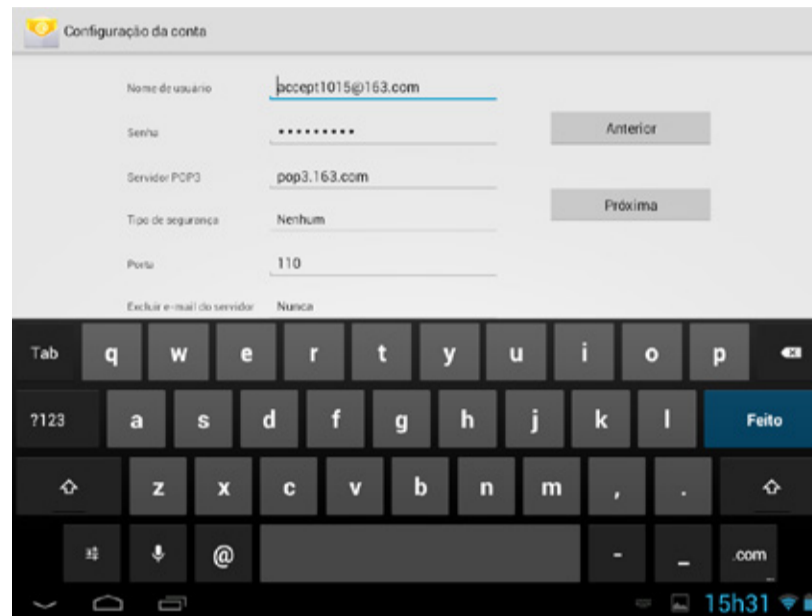 Configuração da conta
Nome de usuário accept1015@163.com
Senha •••••••••
Anterior
Servidor POP3 pop3.163.com
Próxima
Tipo de segurança Nenhum
Porta 110
Excluir e-mail do servidor Nunca
Tab q w e r t y u i o p
?123 a s d f g h j k l Feito
z x c v b n m , .
@ - _ .com
15h31